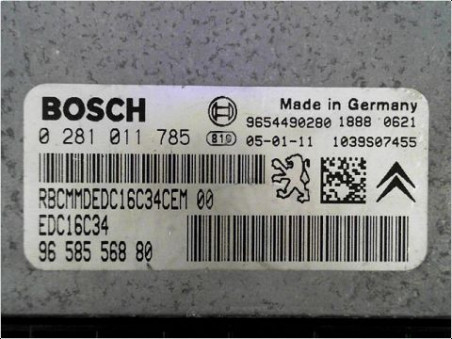 BOSCH
Made in Germany
9654490280 1888 0621
0 281 011 785 810 05-01-11 1039S07455
RBCMMDEDC16C34CEM 00
EDC16C34
96 585 568 80